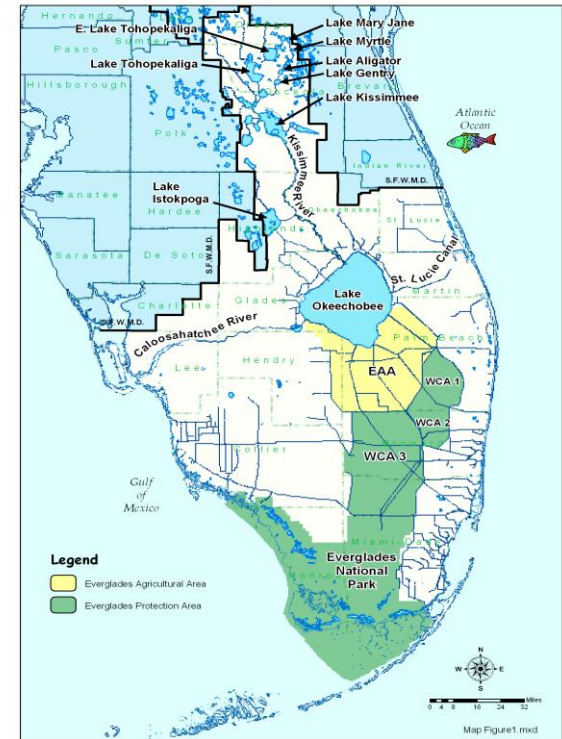 Hernando
Sumter
Pasco
Hillsborough
Polk
Brevar
Manatee
Hardee
Sarasota
De Soto
Charlotte
Highlands
Indian River
Okeechobee
St. Lucie
Glades
Martin
Palm Beach
Lee
Hendry
Collier
Miami-Dade
Lake Mary Jane
E. Lake Tohopekaliga
Lake Myrtle
Lake Tohopekaliga
Lake Aligator
Lake Gentry
Lake Kissimmee
Atlantic
Ocean
Kissimmee
River
S.F.W.M.D.
Lake
Istokpoga
S.F.W.M.D.
S.F.W.M.D.
Lake
Okeechobee
St. Lucie Canal
Caloosahatchee River
EAA
WCA 1
WCA 2
WCA 3
Gulf
of
Mexico
Everglades
National
Park
Legend
Everglades Agricultural Area
Everglades Protection Area
N
W
E
S
0 4 8 16 24 32
Miles
Map Figure1.mxd